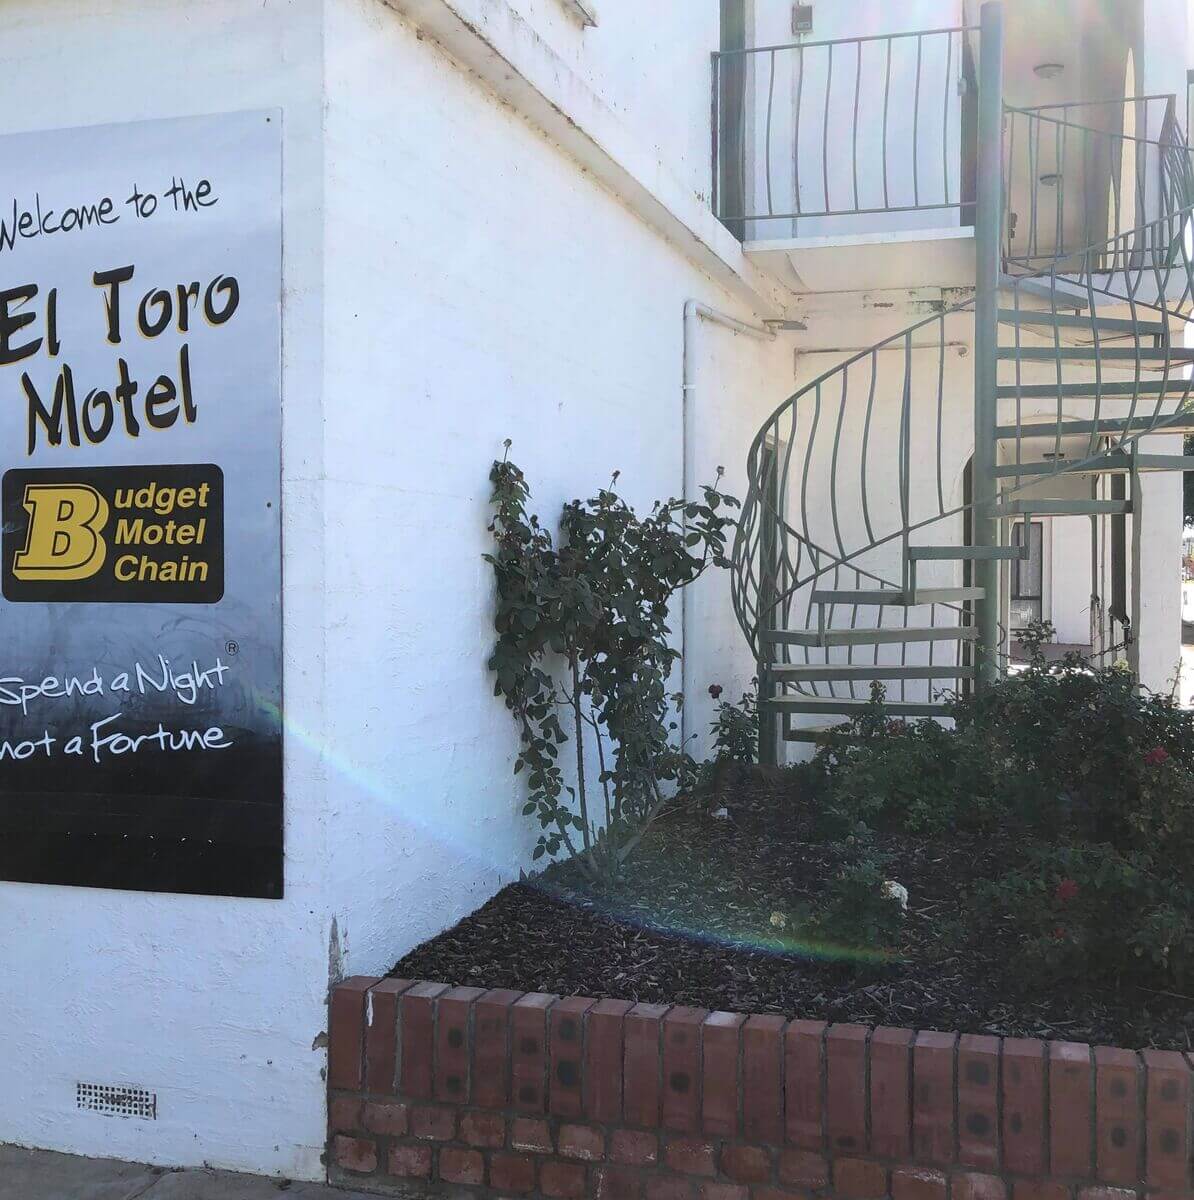 Welcome to the
El Toro
Motel
Budget
Motel
Chain
®
Spend a Night
not a Fortune